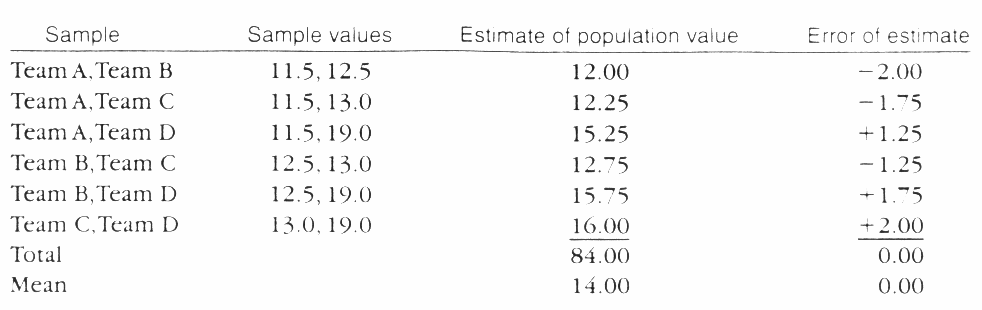 Sample Sample values Estimate of population value Error of estimate
Team A,Team B 11.5, 12.5 12.00 −2.00
Team A,Team C 11.5, 13.0 12.25 −1.75
Team A,Team D 11.5, 19.0 15.25 +1.25
Team B,Team C 12.5, 13.0 12.75 −1.25
Team B,Team D 12.5, 19.0 15.75 +1.75
Team C,Team D 13.0, 19.0 16.00 +2.00
Total 84.00 0.00
Mean 14.00 0.00